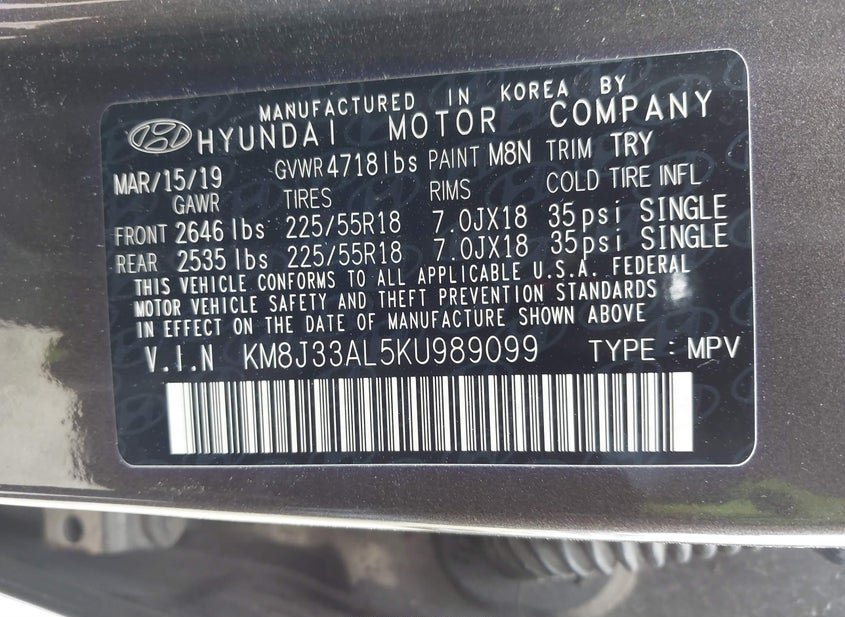 MANUFACTURED IN KOREA BY
HYUNDAI MOTOR COMPANY
MAR/15/19 GVWR 4718lbs PAINT M8N TRIM TRY
GAWR TIRES RIMS COLD TIRE INFL
FRONT 2646 lbs 225/55R18 7.0JX18 35psi SINGLE
REAR 2535 lbs 225/55R18 7.0JX18 35psi SINGLE
THIS VEHICLE CONFORMS TO ALL APPLICABLE U.S.A. FEDERAL
MOTOR VEHICLE SAFETY AND THEFT PREVENTION STANDARDS
IN EFFECT ON THE DATE OF MANUFACTURE SHOWN ABOVE
V.I.N KM8J33AL5KU989099 TYPE : MPV